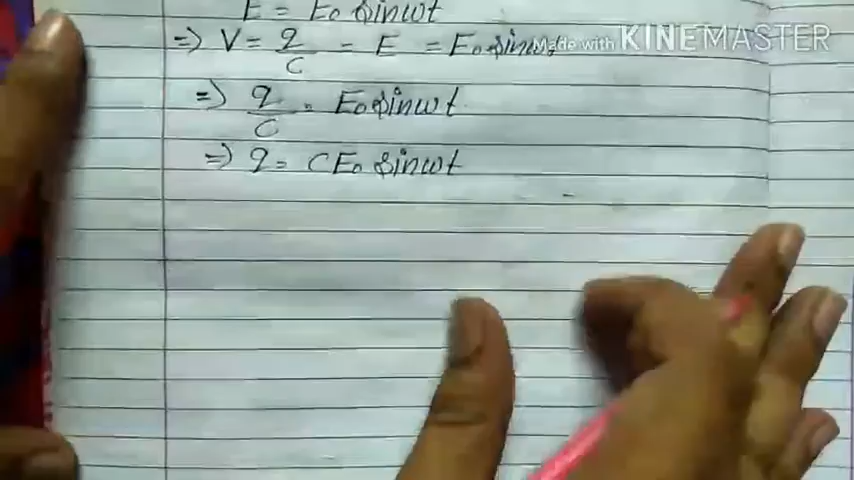 E = E₀ sinωt
=> V = q/C = E = E₀ sinωt
Made with KINEMASTER
=> q/C = E₀ sinωt
=> q = CE₀ sinωt